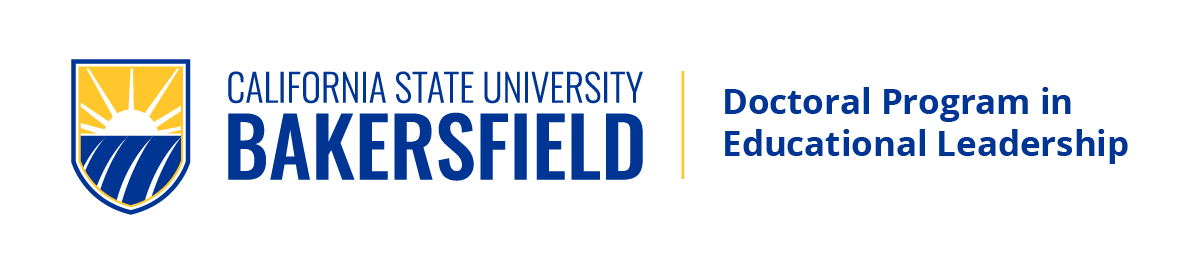 CALIFORNIA STATE UNIVERSITY
BAKERSFIELD
Doctoral Program in
Educational Leadership